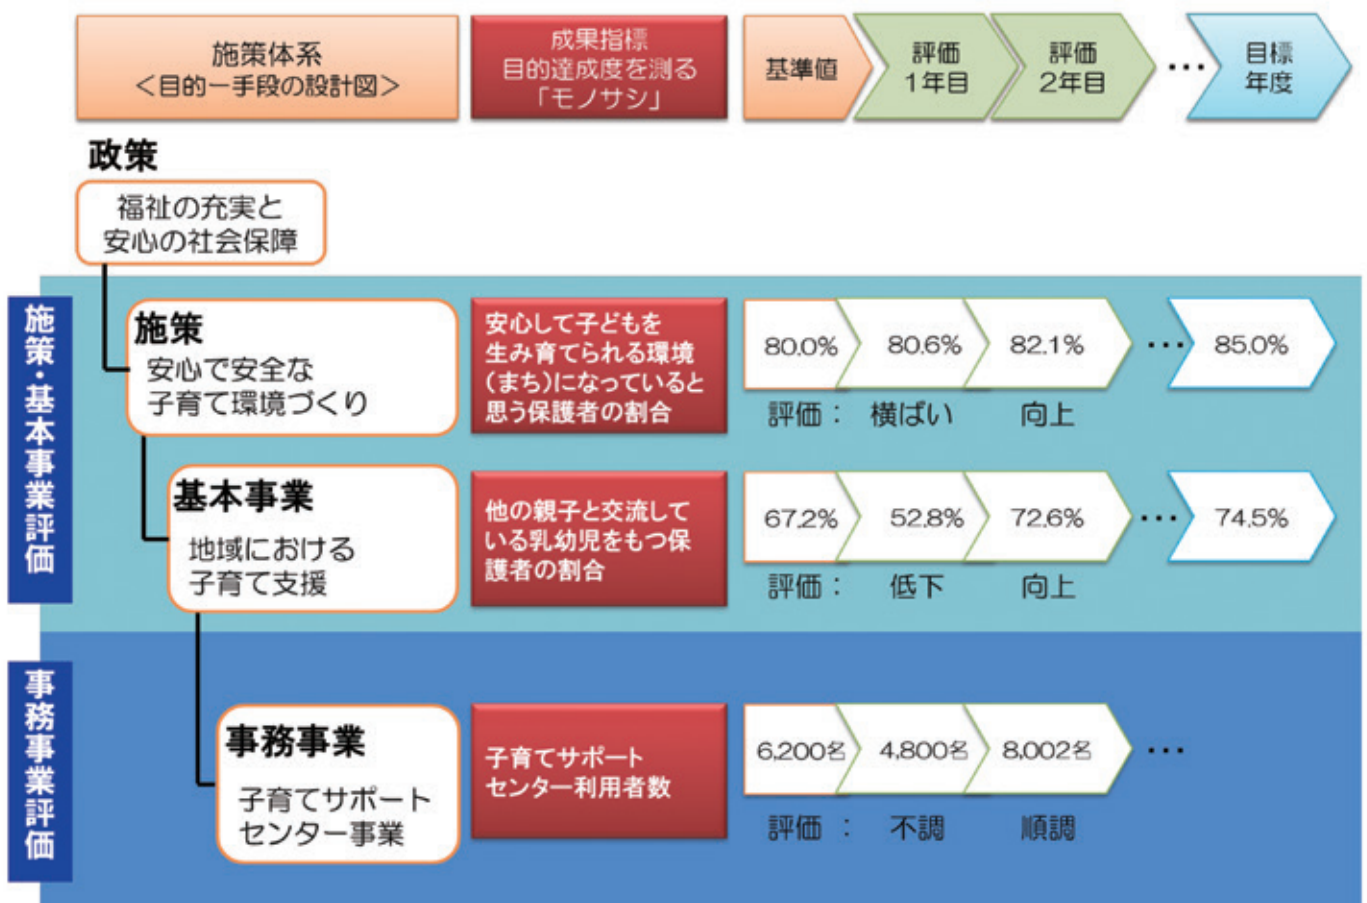 施策体系
＜目的ー手段の設計図＞
成果指標
目的達成度を測る
「モノサシ」
基準値
評価
1年目
評価
2年目
…
目標
年度
政策
福祉の充実と
安心の社会保障
施策・基本事業評価
施策
安心で安全な
子育て環境づくり
安心して子どもを
生み育てられる環境
(まち)になっていると
思う保護者の割合
80.0%
80.6%
82.1%
…
85.0%
評価：
横ばい
向上
基本事業
地域における
子育て支援
他の親子と交流して
いる乳幼児をもつ保
護者の割合
67.2%
52.8%
72.6%
…
74.5%
評価：
低下
向上
事務事業評価
事務事業
子育てサポート
センター事業
子育てサポート
センター利用者数
6,200名
4,800名
8,002名
…
評価：
不調
順調